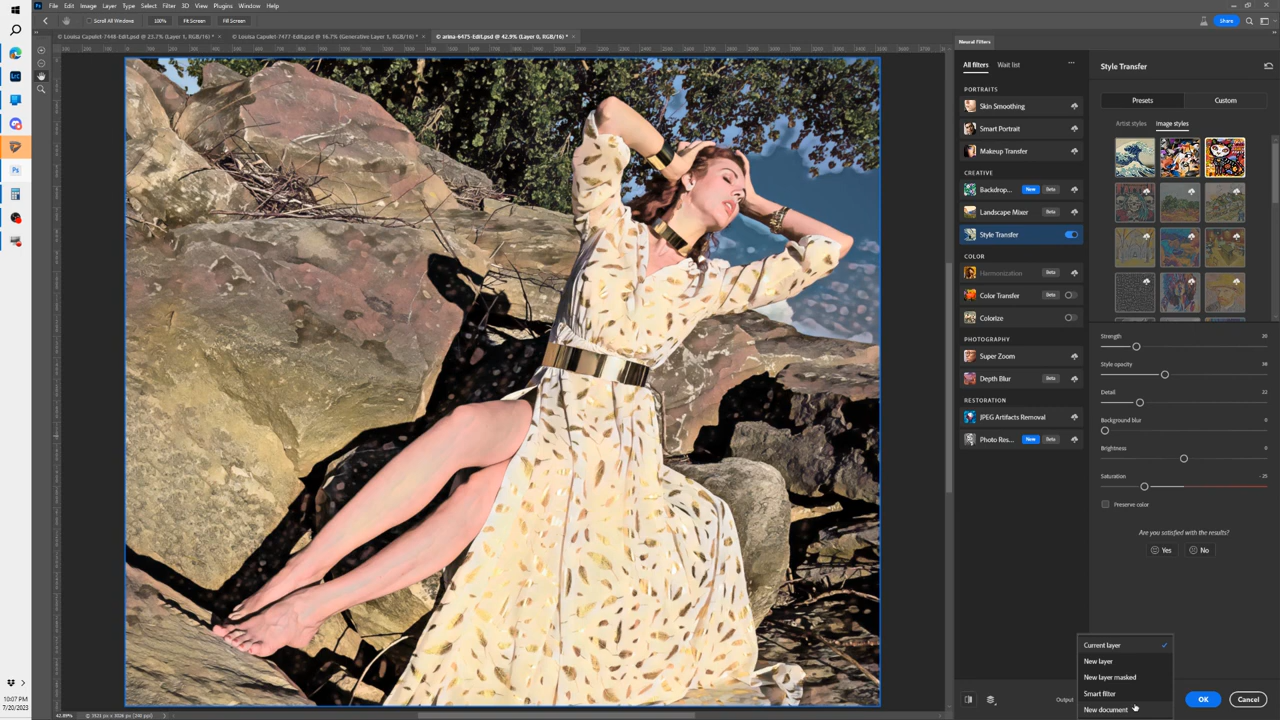 File Edit Image Layer Type Select Filter 3D View Plugins Window Help
Scroll All Windows 100% Fit Screen Fill Screen
Share
© Louisa Capulet-7448-Edit.psd @ 23.7% (Layer 1, RGB/16) * ×
© Louisa Capulet-7477-Edit.psd @ 16.7% (Generative Layer 1, RGB/16) * ×
© arina-6475-Edit.psd @ 42.9% (Layer 0, RGB/16) * ×
Neural Filters
All filters Wait list
PORTRAITS
Skin Smoothing
Smart Portrait
Makeup Transfer
CREATIVE
Backdrop... New Beta
Landscape Mixer Beta
Style Transfer
COLOR
Harmonization Beta
Color Transfer Beta
Colorize
PHOTOGRAPHY
Super Zoom
Depth Blur Beta
RESTORATION
JPEG Artifacts Removal
Photo Res... New Beta
Style Transfer
Presets Custom
Artist styles Image styles
Strength
Style opacity 38
Detail 22
Background blur 0
Brightness 0
Saturation
Preserve color
Are you satisfied with the results?
Yes No
Current layer
New layer
New layer masked
Smart filter
New document
Output
OK Cancel
10:07 PM
7/20/2023